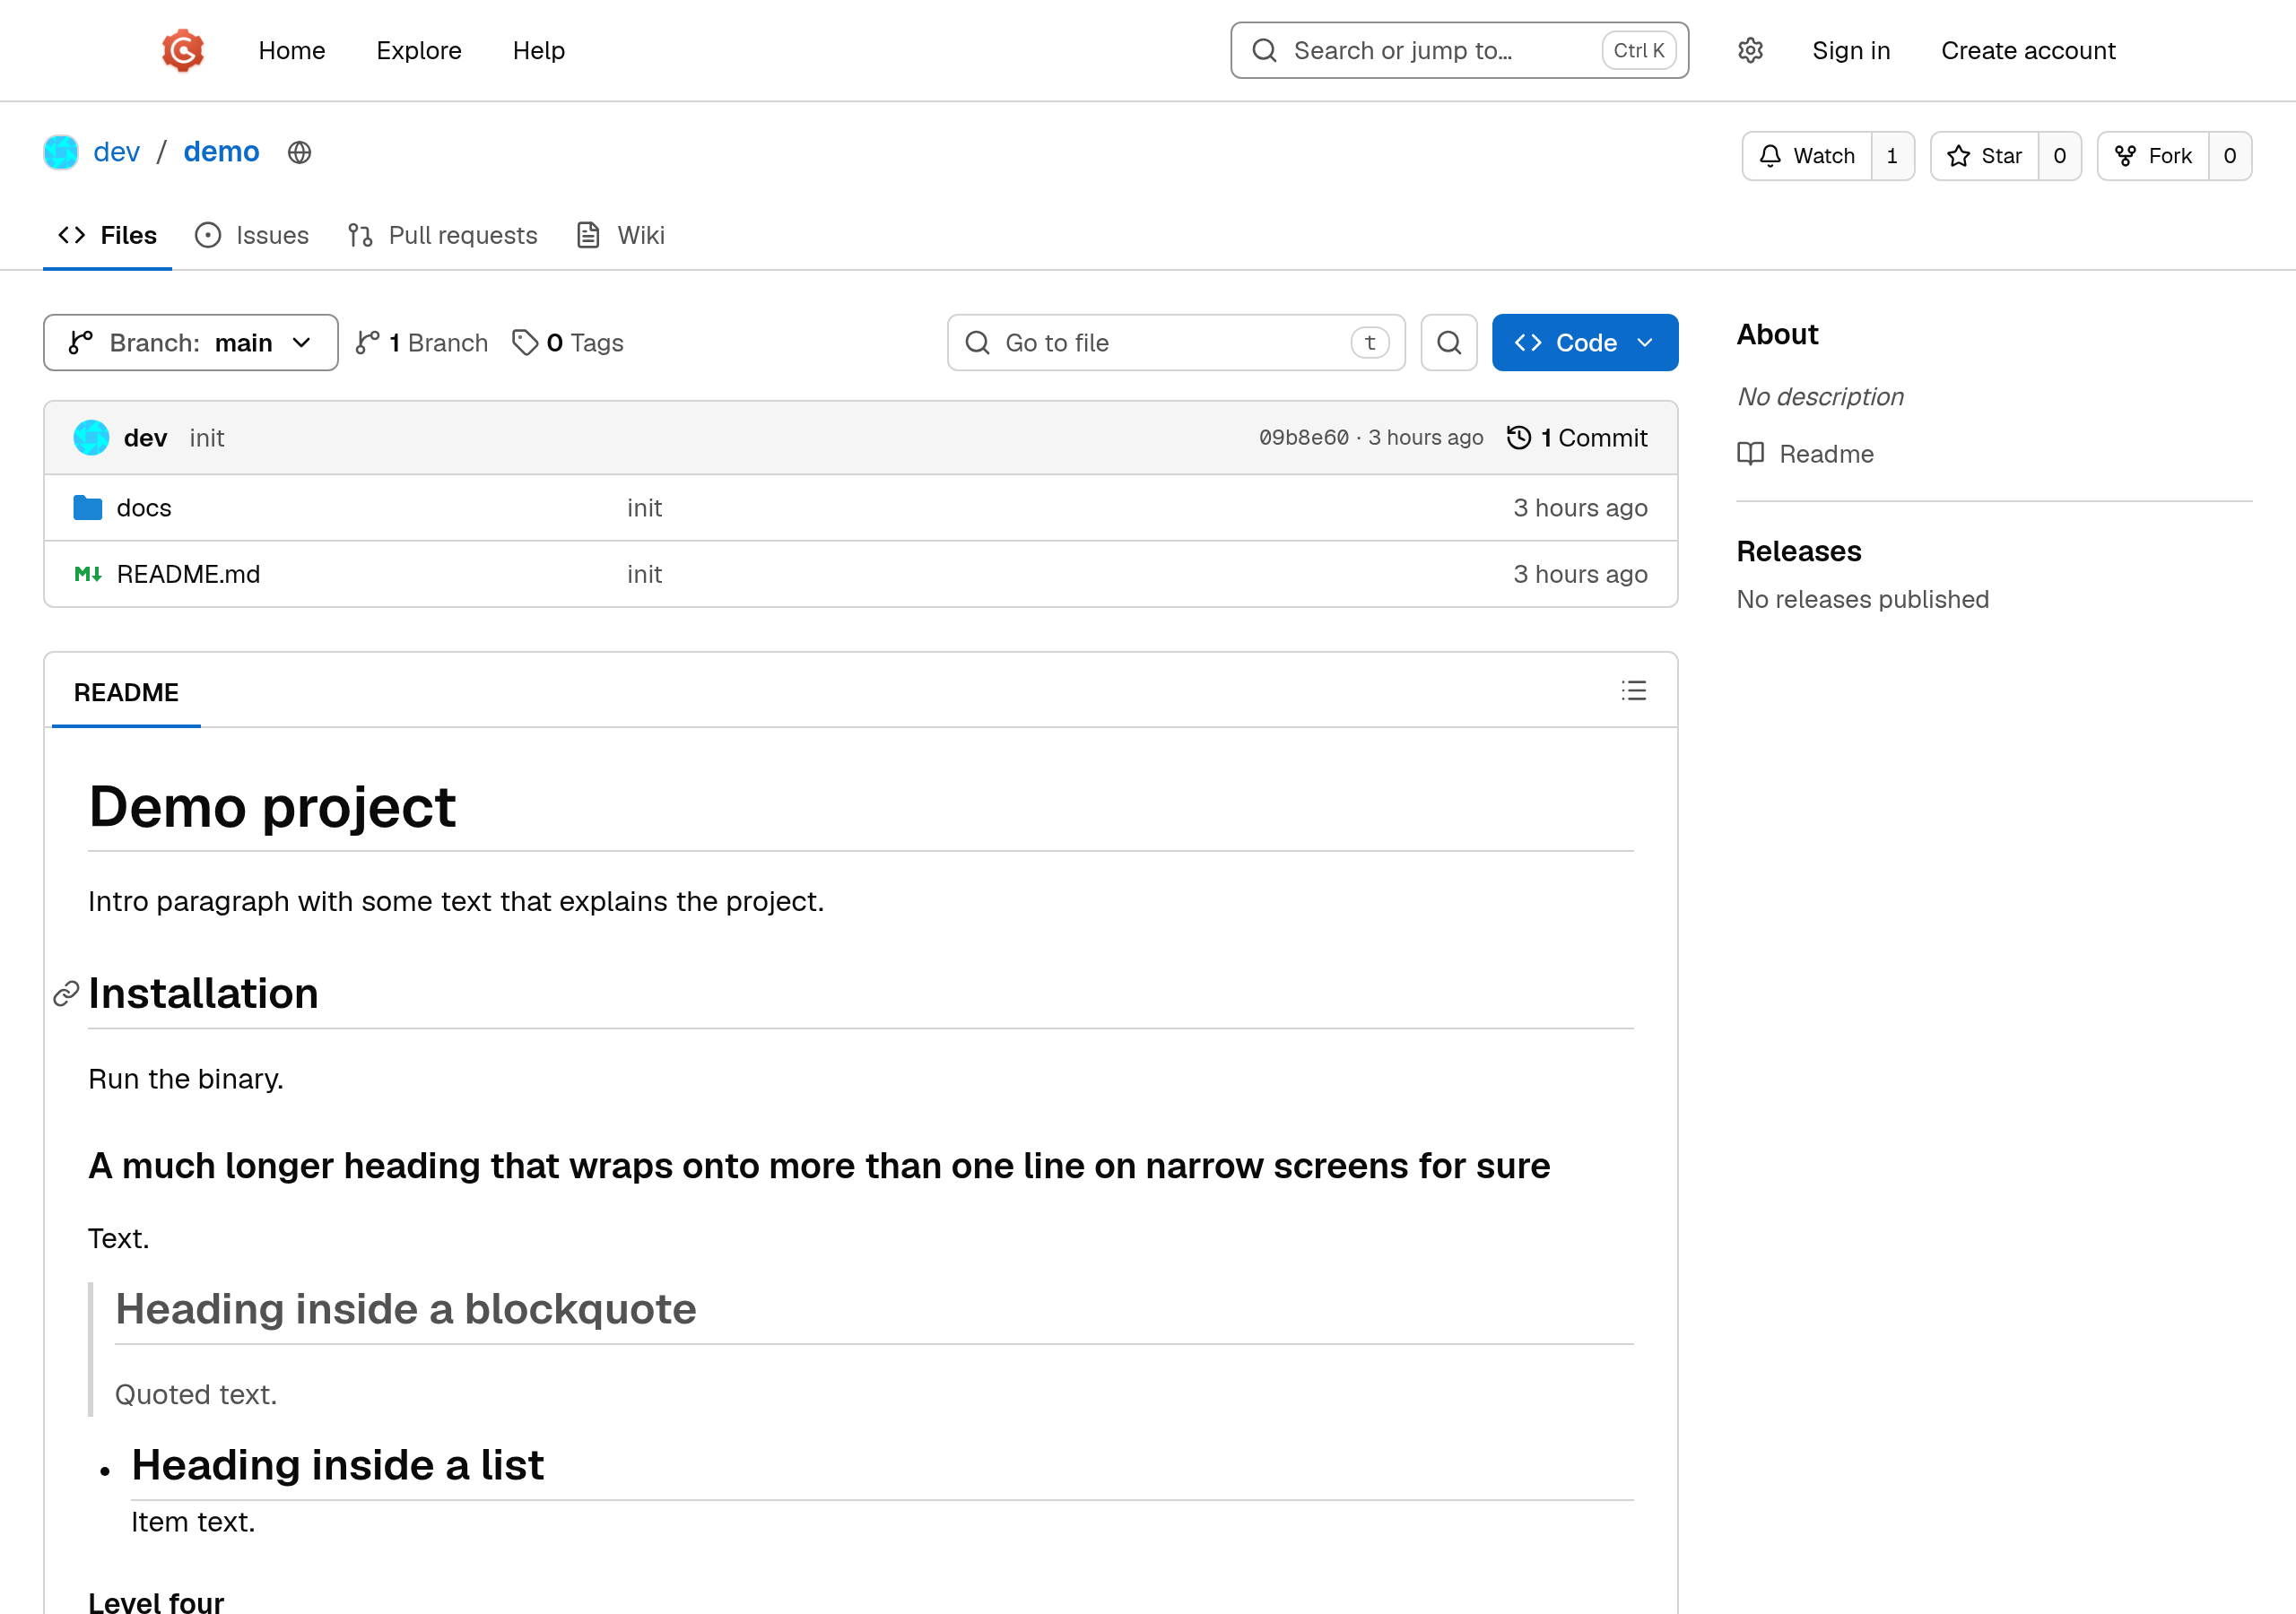 Home Explore Help Search or jump to... Ctrl K Sign in Create account
dev / demo Watch 1 Star 0 Fork 0
Files Issues Pull requests Wiki
Branch: main 1 Branch 0 Tags Go to file t Code
dev init 09b8e60 · 3 hours ago 1 Commit
docs init 3 hours ago
README.md init 3 hours ago
README
Demo project
Intro paragraph with some text that explains the project.
Installation
Run the binary.
A much longer heading that wraps onto more than one line on narrow screens for sure
Text.
Heading inside a blockquote
Quoted text.
• Heading inside a list
Item text.
Level four
About
No description
Readme
Releases
No releases published